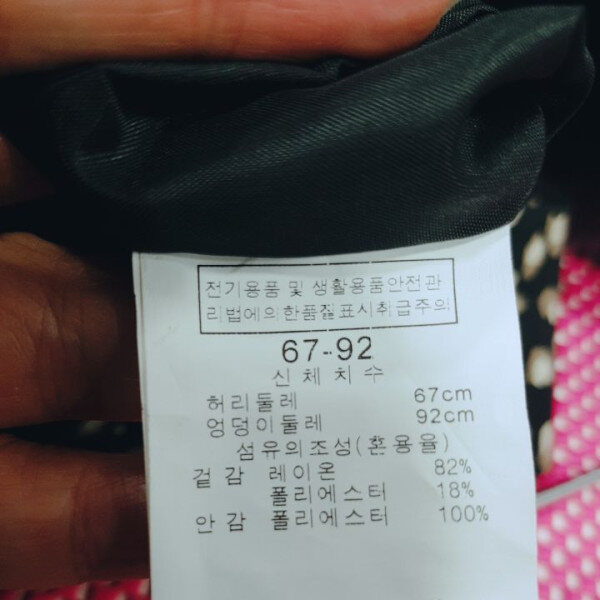 전기용품 및 생활용품안전관
리법에의한품질표시취급주의
67-92
신체치수
허리둘레 67cm
엉덩이둘레 92cm
섬유의조성(혼용율)
겉감 레이온 82%
폴리에스터 18%
안감 폴리에스터 100%